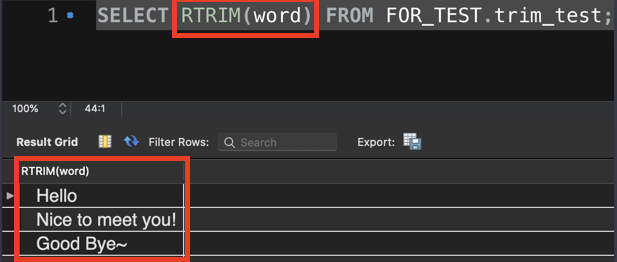 1 SELECT RTRIM(word) FROM FOR_TEST.trim_test;
100% 44:1
Result Grid Filter Rows: Search Export:
RTRIM(word)
Hello
Nice to meet you!
Good Bye~